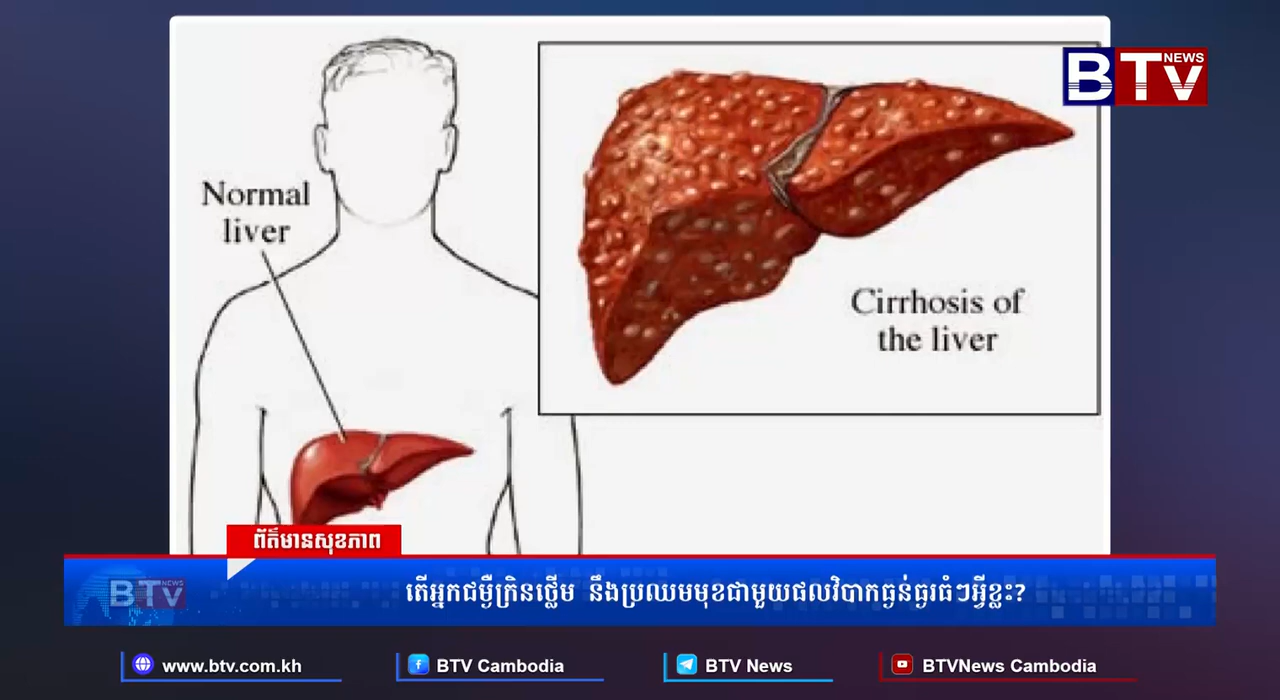 BTV NEWS
Normal
liver
Cirrhosis of
the liver
ព័ត៌មានសុខភាព
BTV NEWS
តើអ្នកជម្ងឺក្រិនថ្លើម នឹងប្រឈមមុខជាមួយផលវិបាកធ្ងន់ធ្ងរធំៗអ្វីខ្លះ?
www.btv.com.kh
BTV Cambodia
BTV News
BTVNews Cambodia